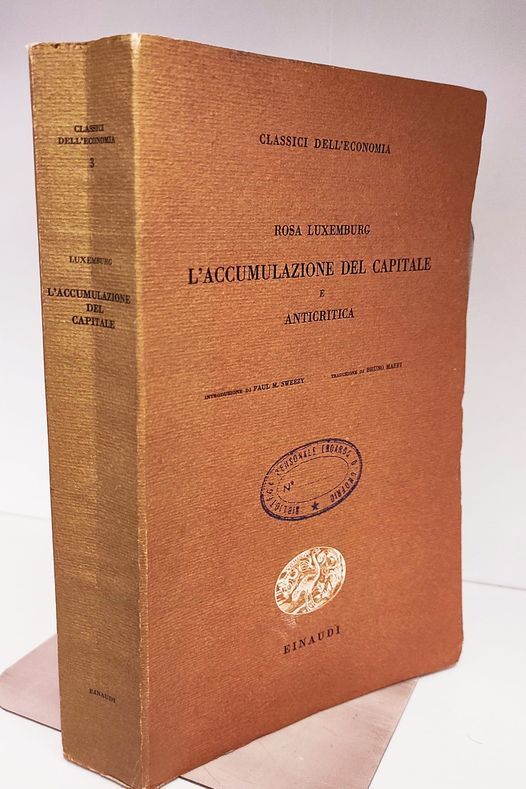 CLASSICI
DELL'ECONOMIA
3
LUXEMBURG
L'ACCUMULAZIONE
DEL
CAPITALE
EINAUDI
CLASSICI DELL'ECONOMIA
ROSA LUXEMBURG
L'ACCUMULAZIONE DEL CAPITALE
E
ANTICRITICA
INTRODUZIONE DI PAUL M. SWEEZY TRADUZIONE DI BRUNO MAFFI
BIBLIOTECA PERSONALE D'ONOFRIO
N°
EINAUDI